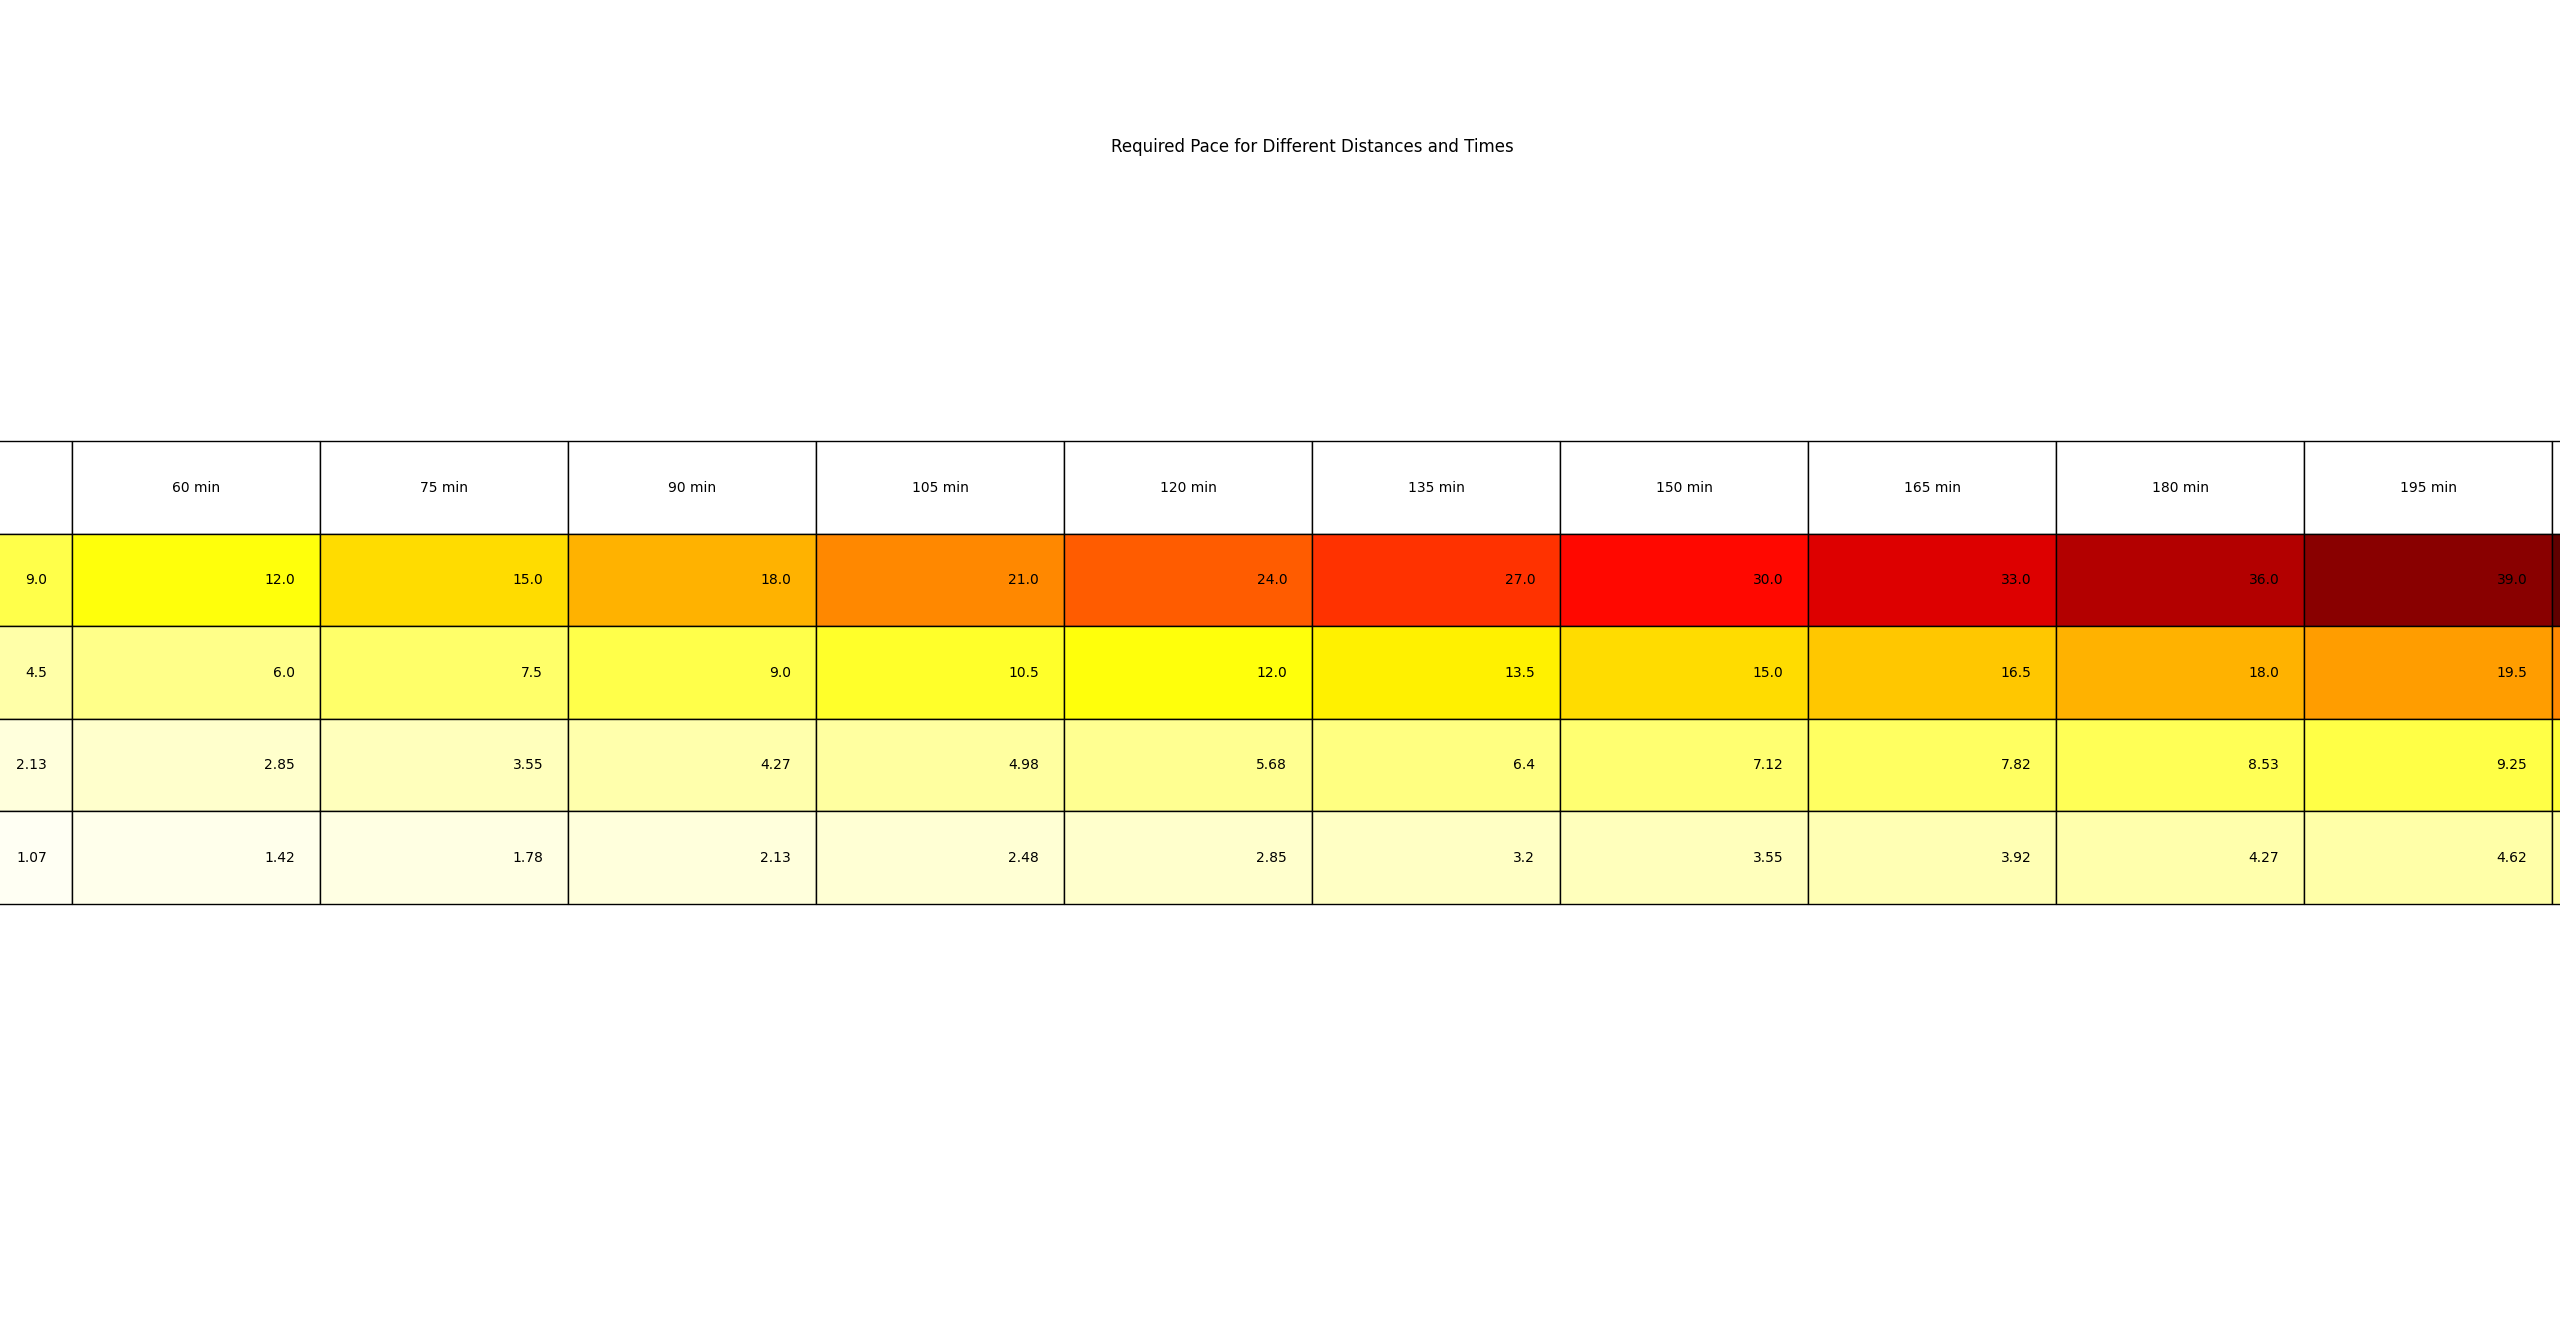 Required Pace for Different Distances and Times
60 min 75 min 90 min 105 min 120 min 135 min 150 min 165 min 180 min 195 min
9.0 12.0 15.0 18.0 21.0 24.0 27.0 30.0 33.0 36.0 39.0
4.5 6.0 7.5 9.0 10.5 12.0 13.5 15.0 16.5 18.0 19.5
2.13 2.85 3.55 4.27 4.98 5.68 6.4 7.12 7.82 8.53 9.25
1.07 1.42 1.78 2.13 2.48 2.85 3.2 3.55 3.92 4.27 4.62